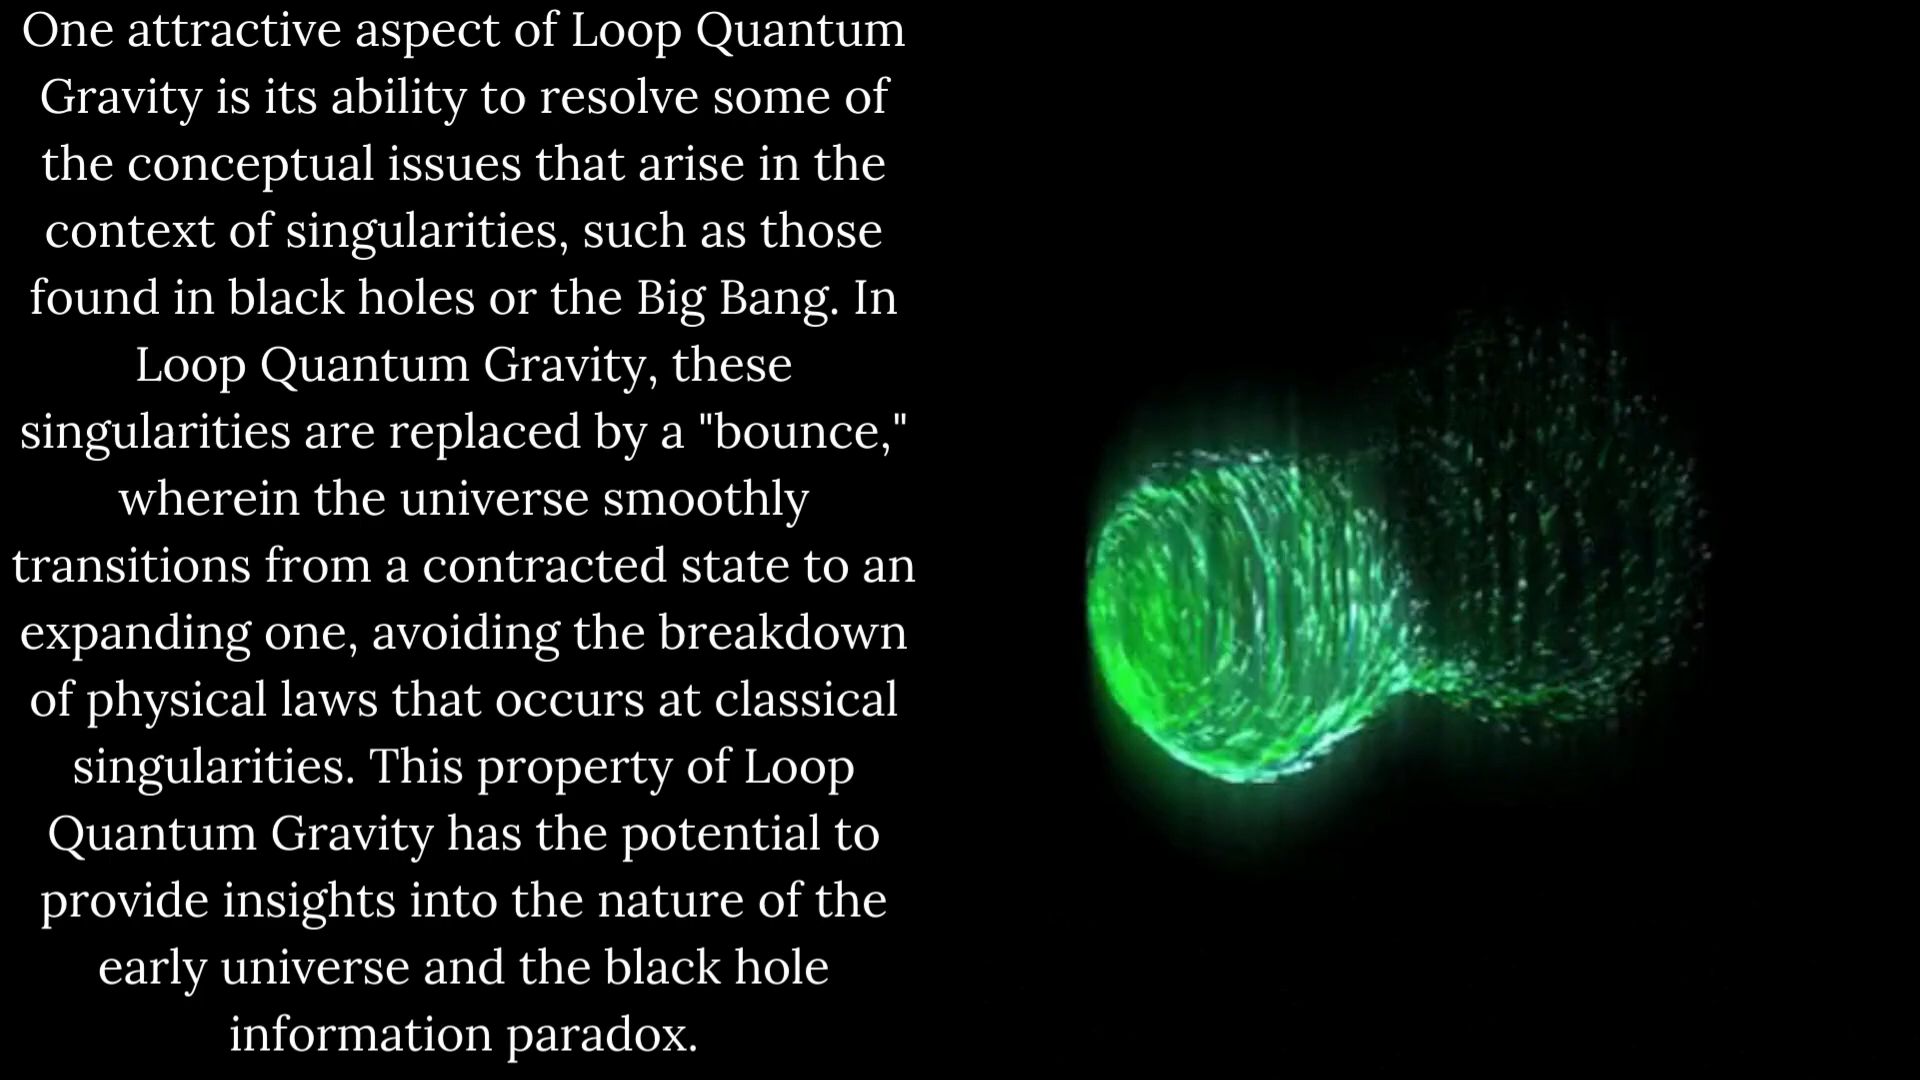 One attractive aspect of Loop Quantum
Gravity is its ability to resolve some of
the conceptual issues that arise in the
context of singularities, such as those
found in black holes or the Big Bang. In
Loop Quantum Gravity, these
singularities are replaced by a "bounce,"
wherein the universe smoothly
transitions from a contracted state to an
expanding one, avoiding the breakdown
of physical laws that occurs at classical
singularities. This property of Loop
Quantum Gravity has the potential to
provide insights into the nature of the
early universe and the black hole
information paradox.